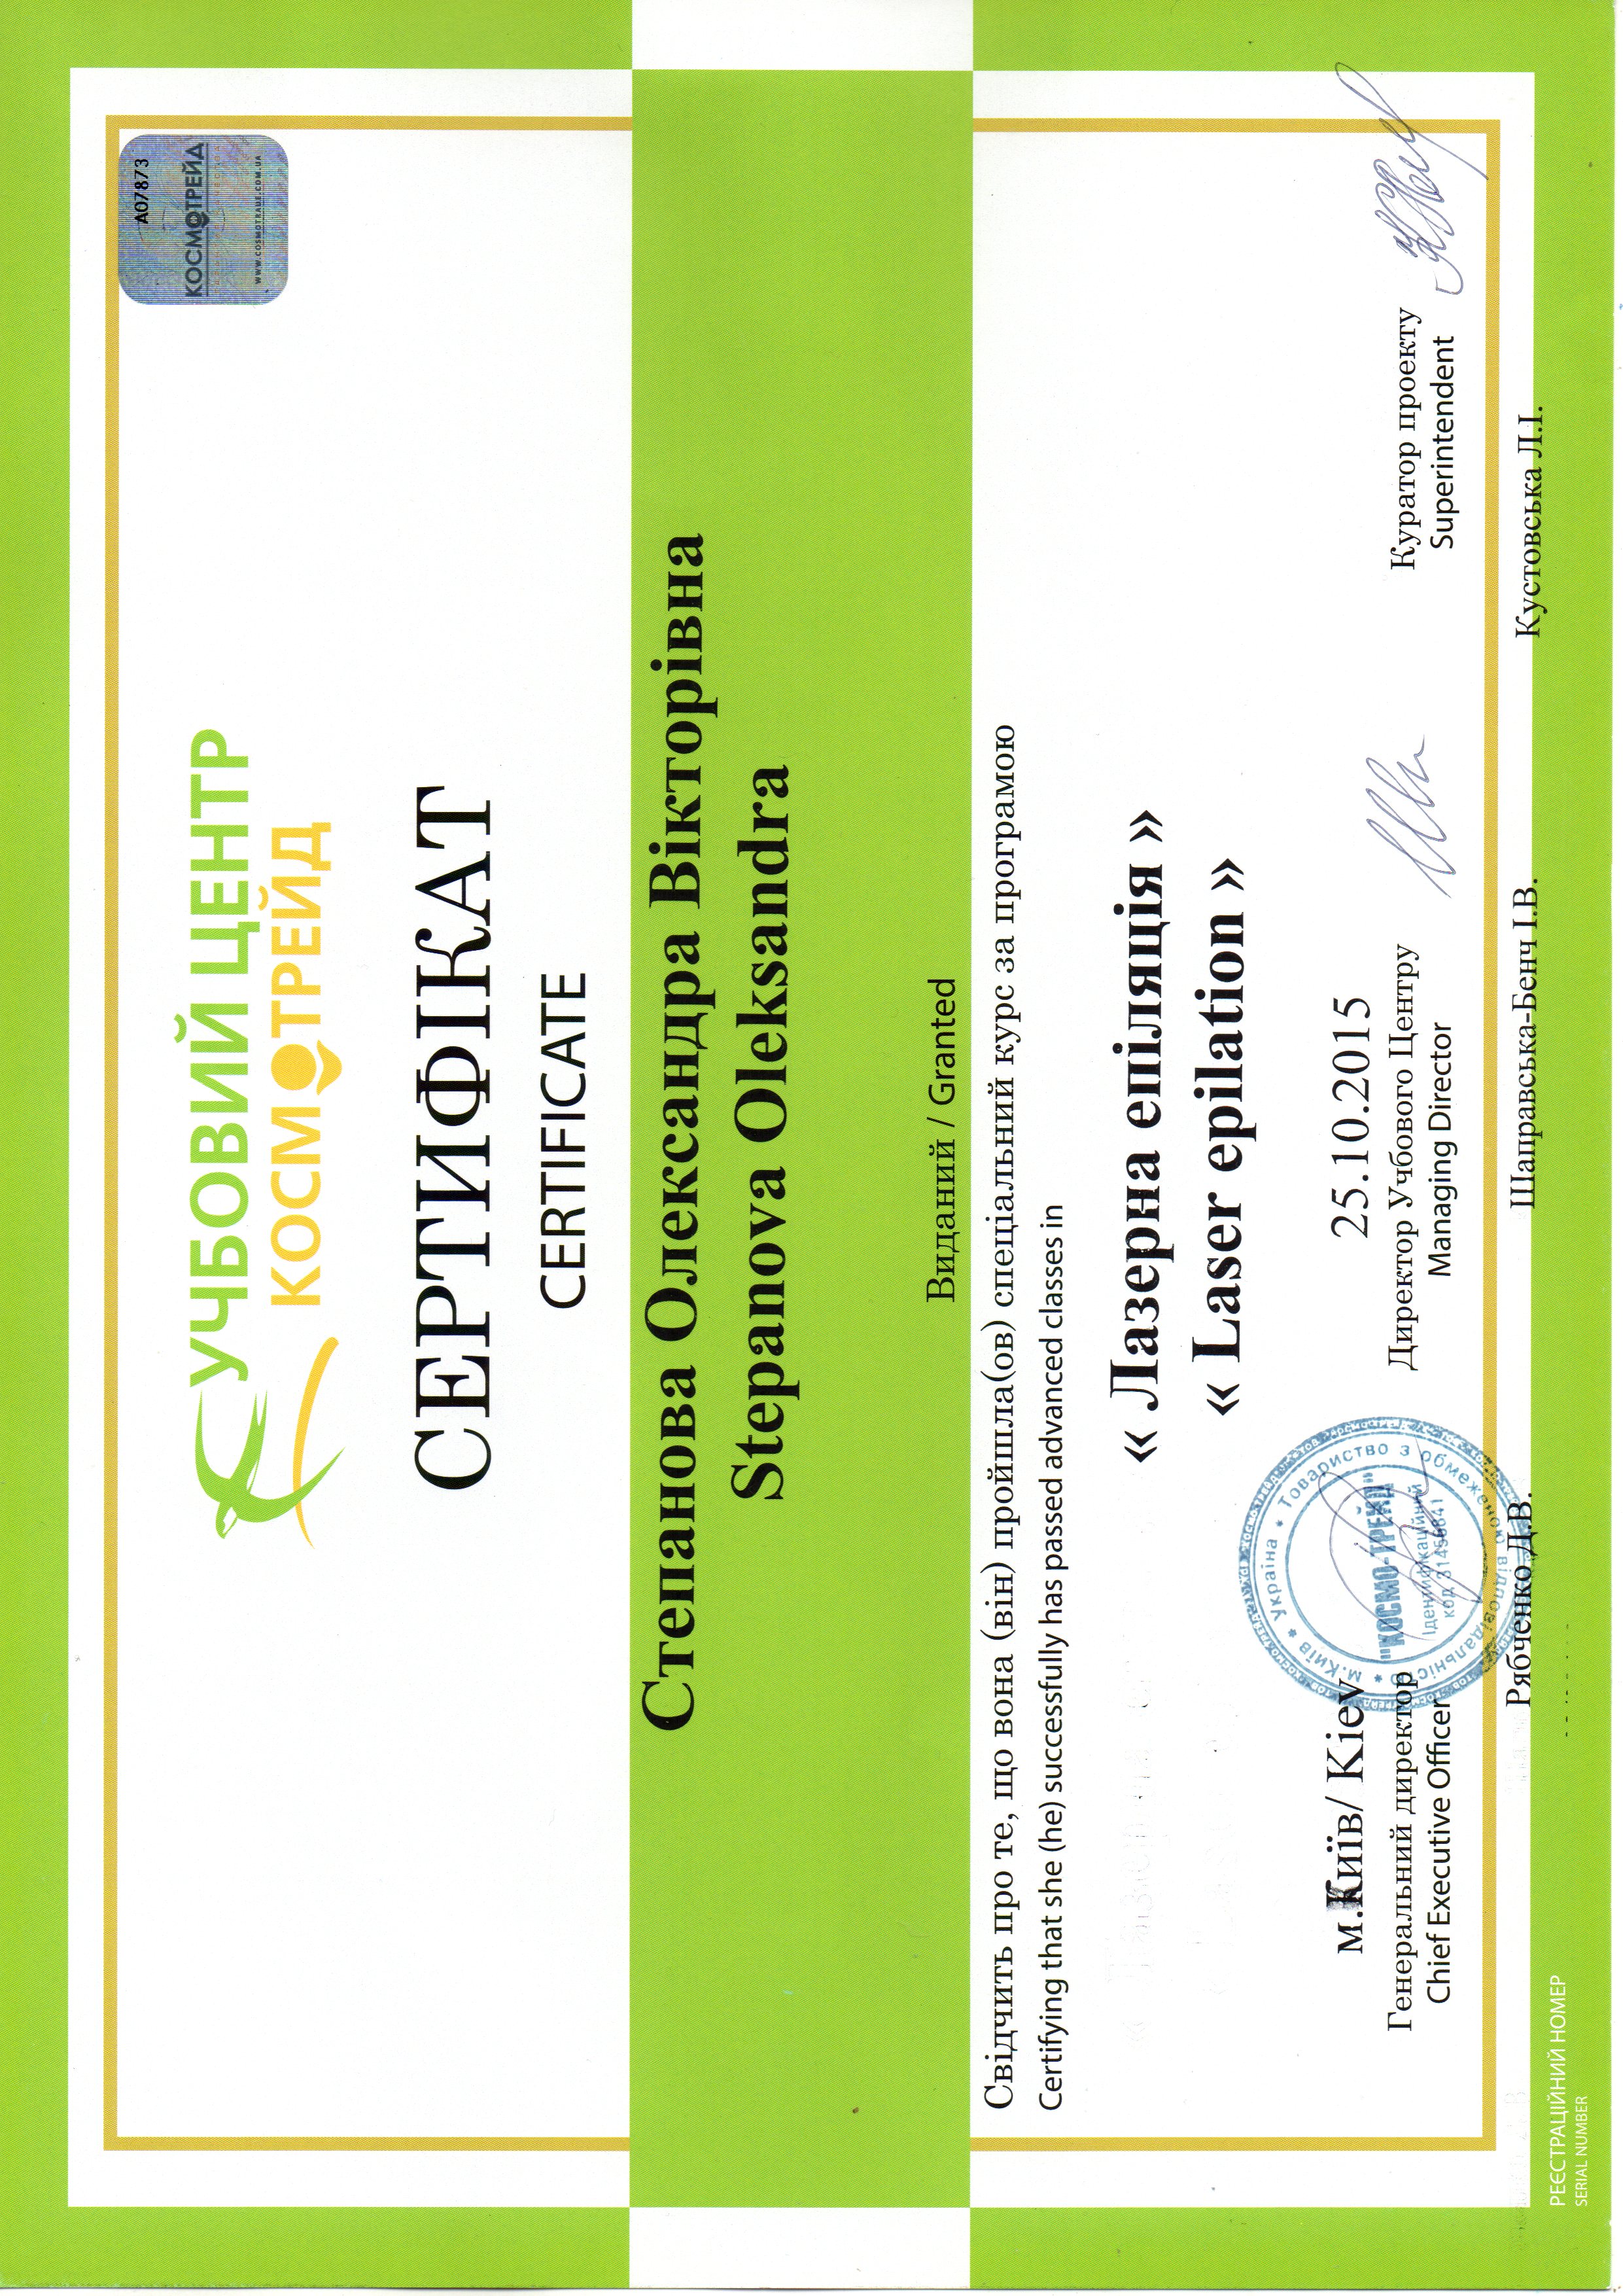 A07873
КОСМОТРЕЙД
WWW.COSMOTRADE.COM.UA
УЧБОВИЙ ЦЕНТР
КОСМОТРЕЙД
СЕРТИФІКАТ
CERTIFICATE
Степанова Олександра Вікторівна
Stepanova Oleksandra
Виданий / Granted
Свідчить про те, що вона (він) пройшла(ов) спеціальний курс за програмою
Certifying that she (he) successfully has passed advanced classes in
« Лазерна епіляція »
« Laser epilation »
м.Київ/ Kiev
25.10.2015
Генеральний директор
Chief Executive Officer
Директор Учбового Центру
Managing Director
Куратор проекту
Superintendent
м.Київ * Україна * Товариство з обмеженою відповідальністю *
"КОСМО-ТРЕЙД"
Ідентифікаційний
код 31456841
Рябченко Д.В.
Шаправська-Бенч І.В.
Кустовська Л.І.
РЕЄСТРАЦІЙНИЙ НОМЕР
SERIAL NUMBER